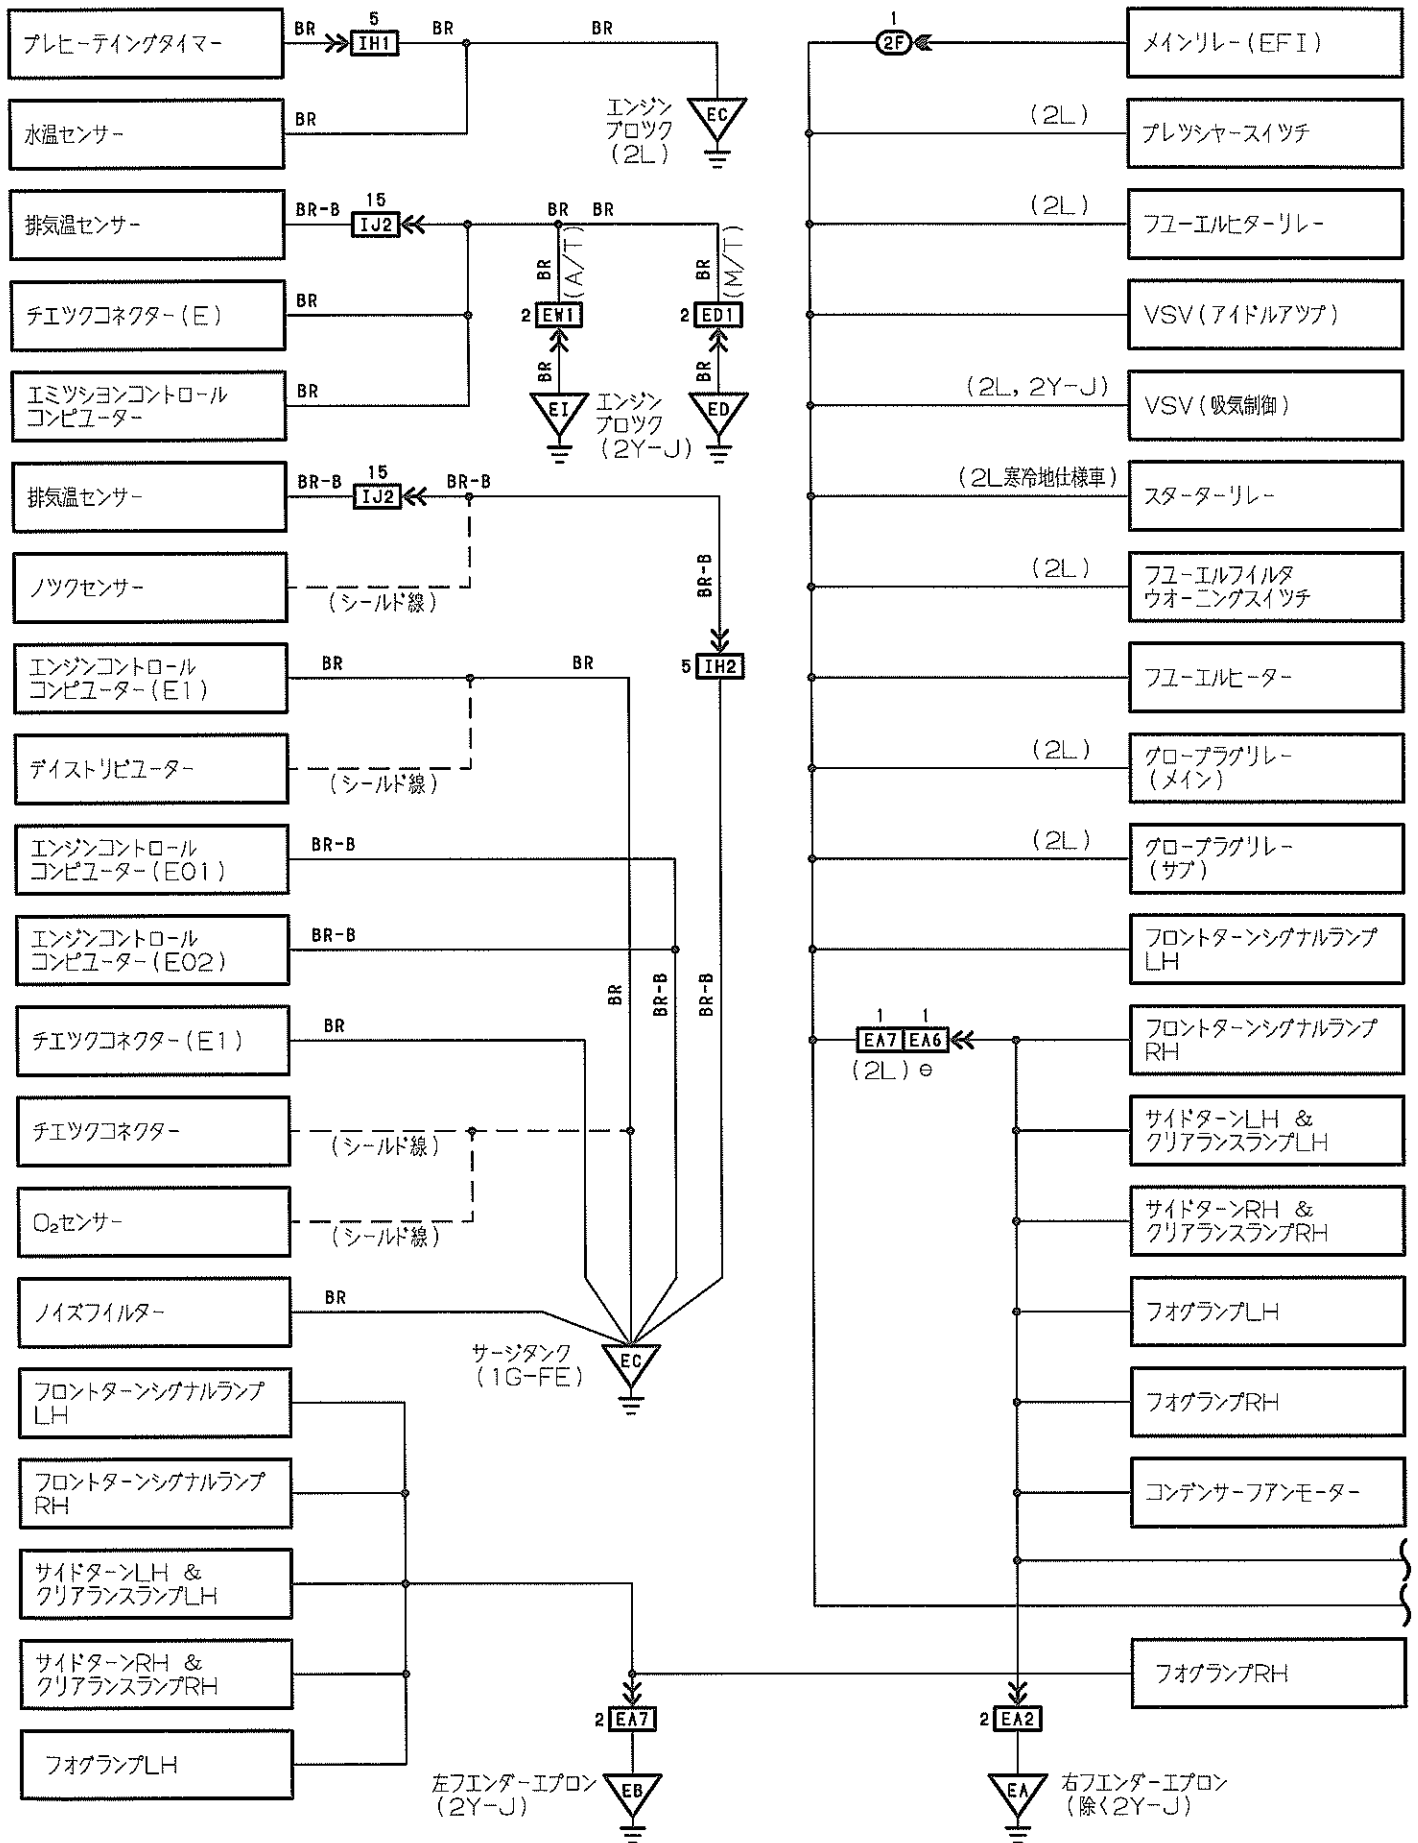 プレヒーテイングタイマー
BR
5
IH1
BR
BR
水温センサー
BR
エンジン
ブロツク
(2L)
EC
排気温センサー
BR-B
15
IJ2
BR
BR
チエツクコネクター(E)
BR
BR
(A/T)
BR
(M/T)
2
EW1
2
ED1
エミツシヨンコントロール
コンピユーター
BR
BR
BR
EI
エンジン
ブロツク
(2Y-J)
ED
排気温センサー
BR-B
15
IJ2
BR-B
ノツクセンサー
(シールド線)
BR-B
エンジンコントロール
コンピユーター(E1)
BR
BR
5
IH2
デイストリビユーター
(シールド線)
エンジンコントロール
コンピユーター(E01)
BR-B
エンジンコントロール
コンピユーター(E02)
BR-B
BR
BR-B
BR-B
チエツクコネクター(E1)
BR
チエツクコネクター
(シールド線)
O₂センサー
(シールド線)
ノイズフイルター
BR
サージタンク
(1G-FE)
EC
フロントターンシグナルランプ
LH
フロントターンシグナルランプ
RH
サイドターンLH &
クリアランスランプLH
サイドターンRH &
クリアランスランプRH
フオグランプLH
2
EA7
左フエンダーエプロン
(2Y-J)
EB
1
2F
メインリレー(EFI)
(2L)
プレツシヤースイツチ
(2L)
フユーエルヒターリレー
VSV(アイドルアツプ)
(2L, 2Y-J)
VSV(吸気制御)
(2L寒冷地仕様車)
スターターリレー
(2L)
フユーエルフイルタ
ウオーニングスイツチ
フユーエルヒーター
(2L)
グロープラグリレー
(メイン)
(2L)
グロープラグリレー
(サブ)
フロントターンシグナルランプ
LH
1
1
EA7
EA6
(2L)⊖
フロントターンシグナルランプ
RH
サイドターンLH &
クリアランスランプLH
サイドターンRH &
クリアランスランプRH
フオグランプLH
フオグランプRH
コンデンサーフアンモーター
フオグランプRH
2
EA2
EA
右フエンダーエプロン
(除く2Y-J)